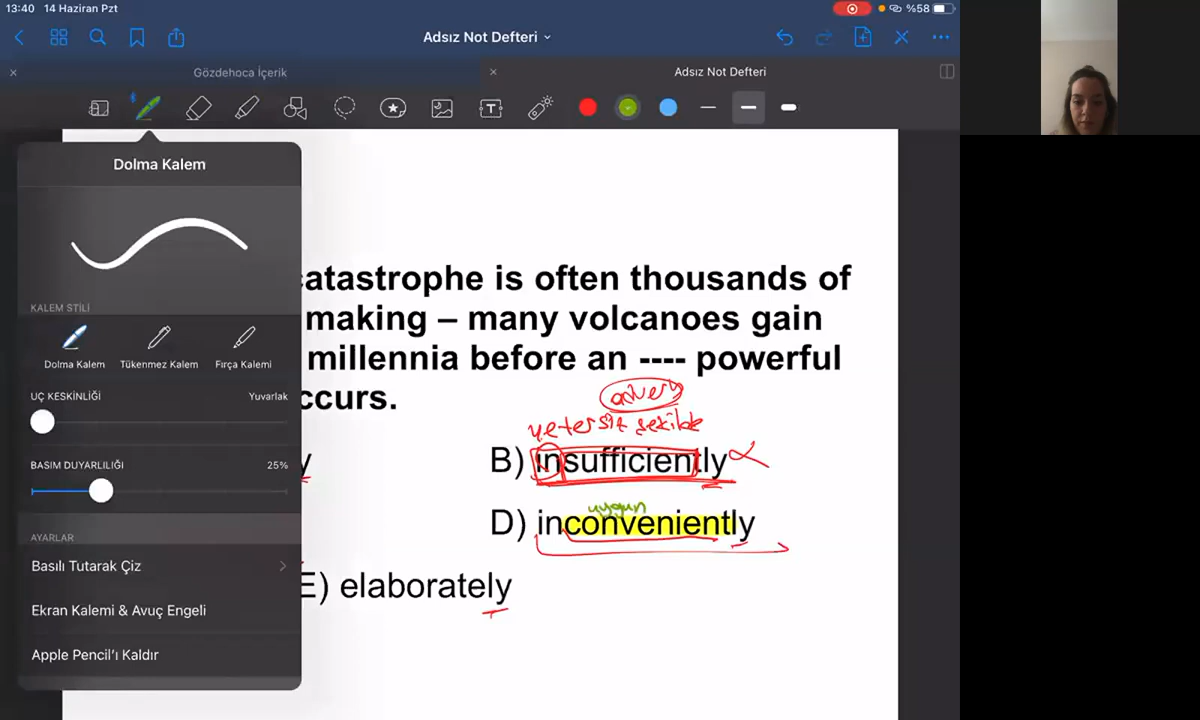 13:40 14 Haziran Pzt %58
Adsız Not Defteri
Gözdehoca İçerik
Adsız Not Defteri
T
Dolma Kalem
KALEM STİLİ
Dolma Kalem Tükenmez Kalem Fırça Kalemi
UÇ KESKİNLİĞİ Yuvarlak
BASIM DUYARLILIĞI 25%
AYARLAR
Basılı Tutarak Çiz
Ekran Kalemi & Avuç Engeli
Apple Pencil'ı Kaldır
catastrophe is often thousands of
making – many volcanoes gain
millennia before an ---- powerful
ccurs.
adverb
yetersiz şekilde
y B) insufficiently
uygun
D) inconveniently
E) elaborately